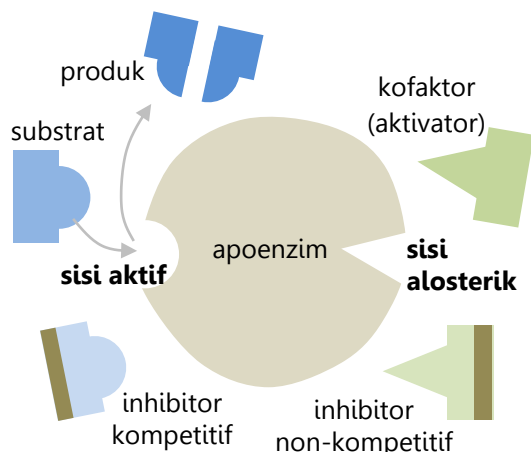 produk
substrat
sisi aktif
apoenzim
kofaktor
(aktivator)
sisi
alosterik
inhibitor
kompetitif
inhibitor
non-kompetitif